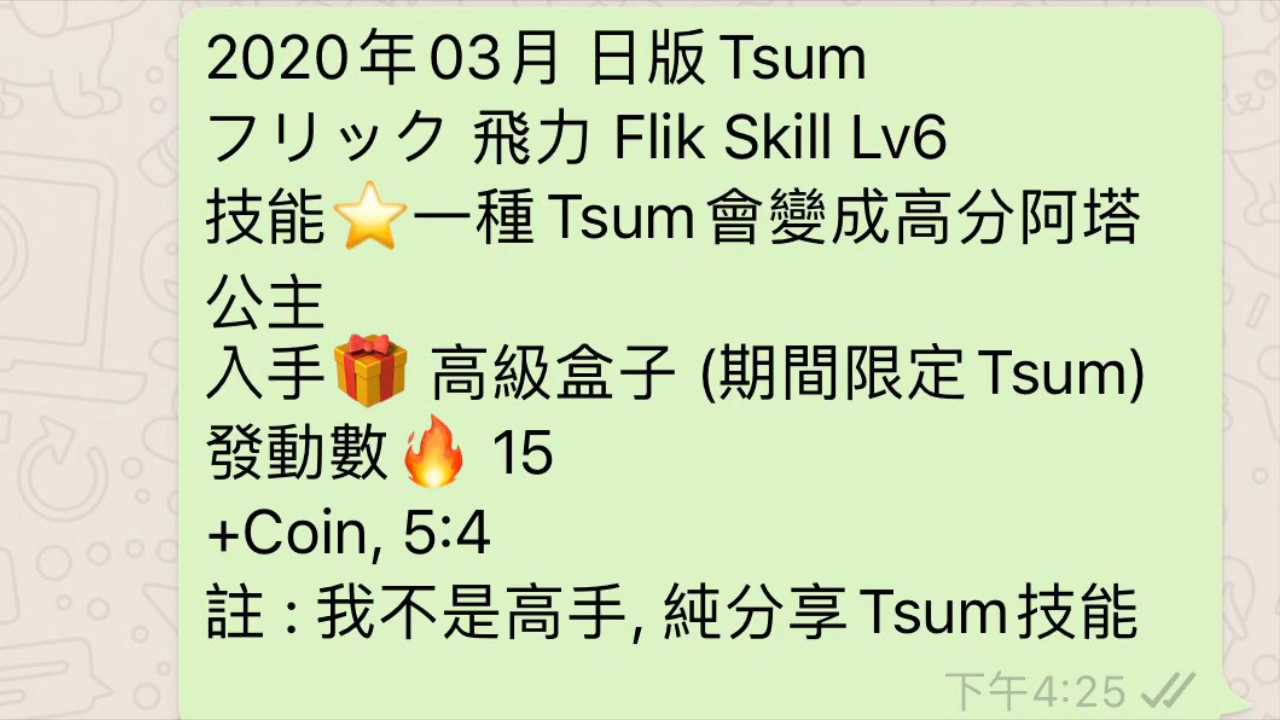 2020年03月 日版Tsum
フリック 飛力 Flik Skill Lv6
技能⭐一種Tsum會變成高分阿塔
公主
入手🎁 高級盒子 (期間限定Tsum)
發動數🔥 15
+Coin, 5:4
註 : 我不是高手, 純分享Tsum技能
下午4:25